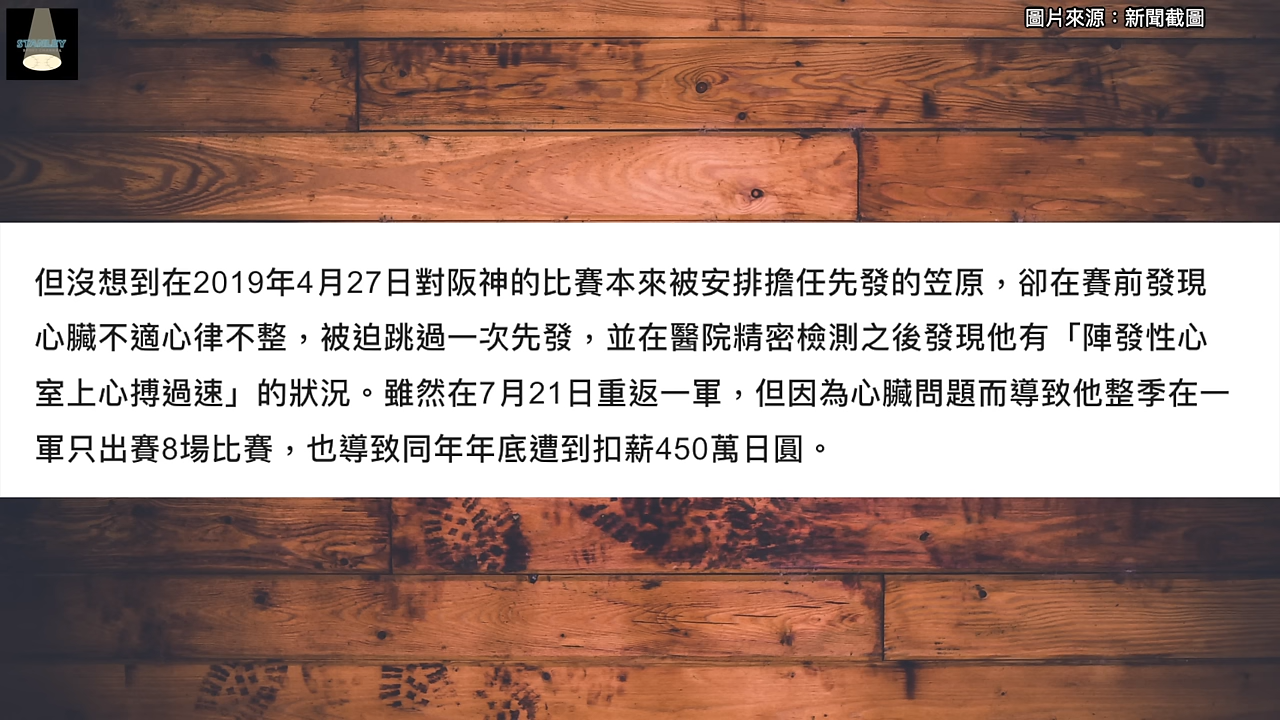 圖片來源：新聞截圖
STANLEY
但沒想到在2019年4月27日對阪神的比賽本來被安排擔任先發的笠原，卻在賽前發現
心臟不適心律不整，被迫跳過一次先發，並在醫院精密檢測之後發現他有「陣發性心
室上心搏過速」的狀況。雖然在7月21日重返一軍，但因為心臟問題而導致他整季在一
軍只出賽8場比賽，也導致同年年底遭到扣薪450萬日圓。